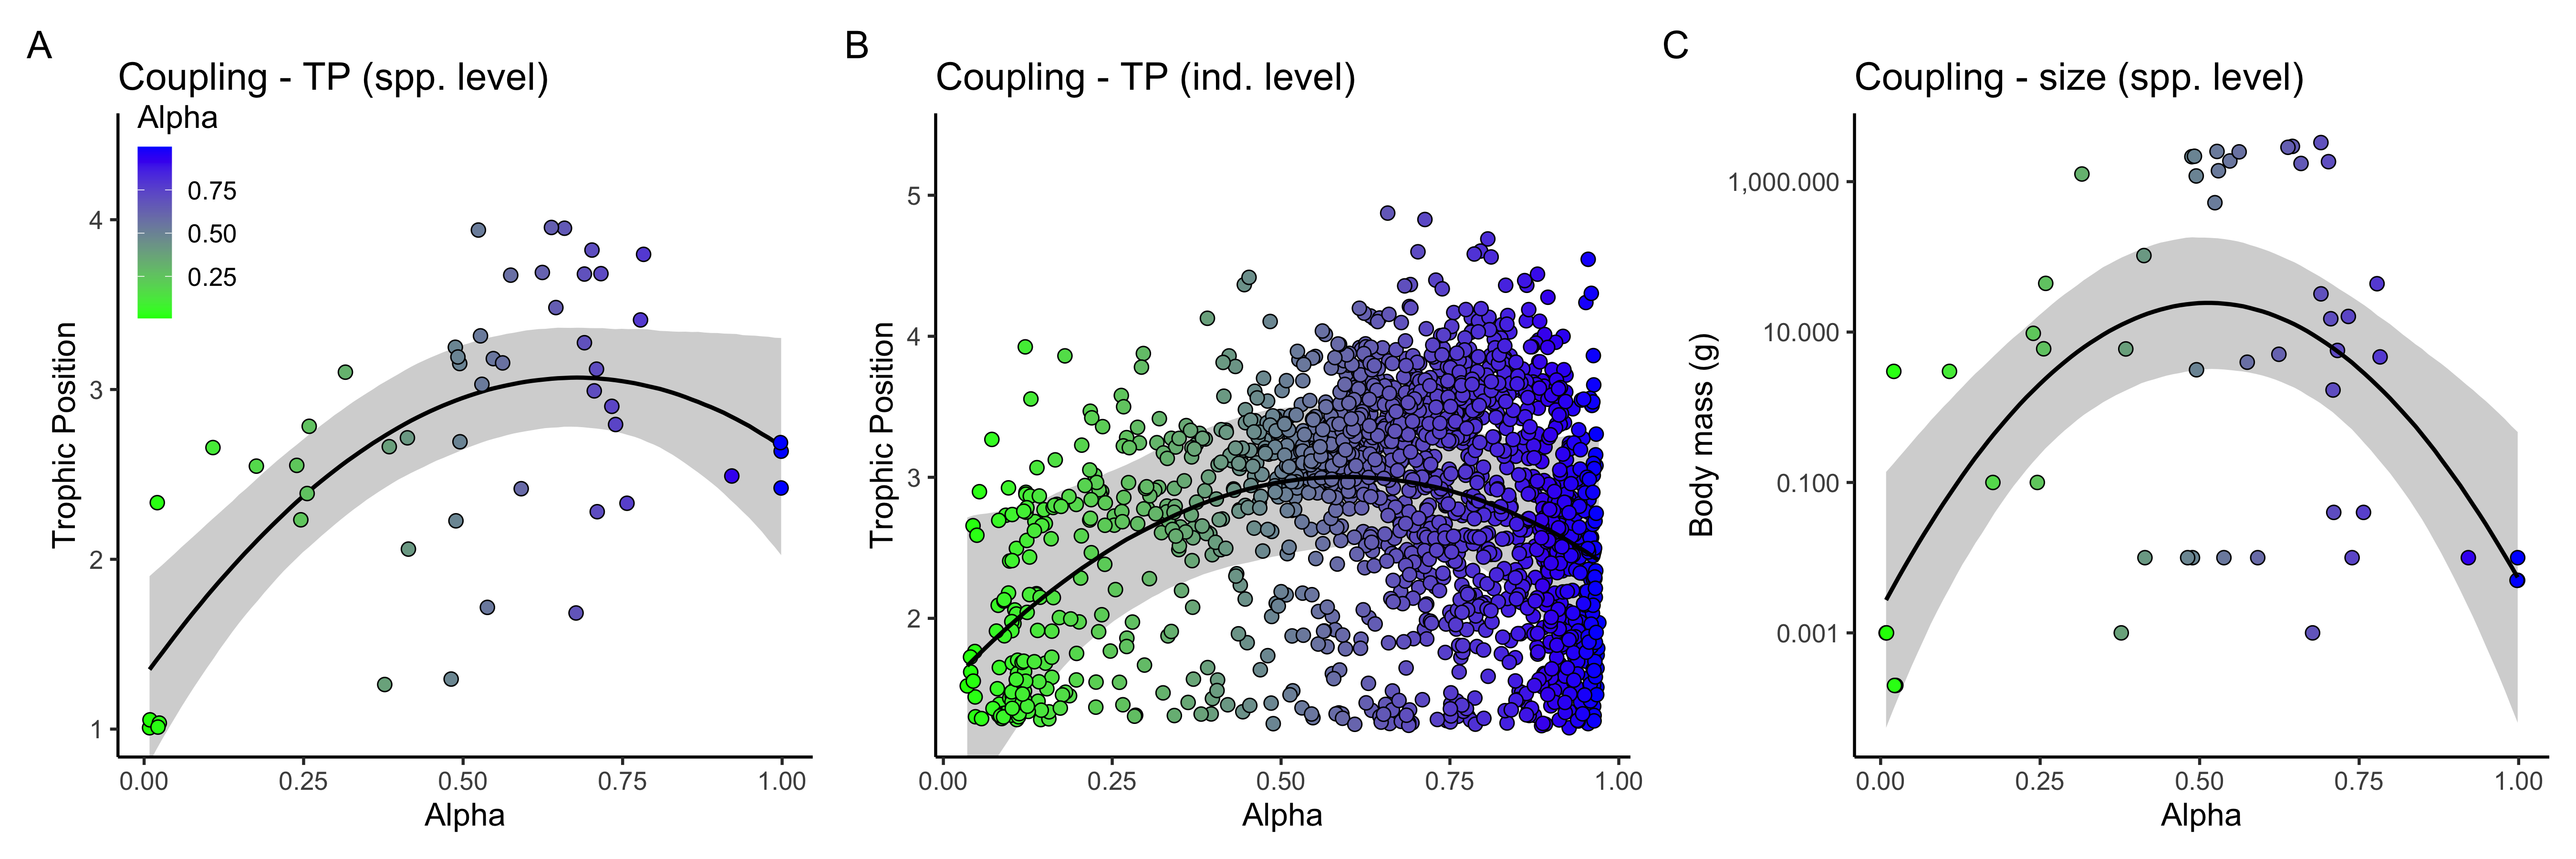 A
Coupling - TP (spp. level)
Alpha
0.75
0.50
0.25
Trophic Position
4
3
2
1
0.00 0.25 0.50 0.75 1.00
Alpha
B
Coupling - TP (ind. level)
Trophic Position
5
4
3
2
0.00 0.25 0.50 0.75 1.00
Alpha
C
Coupling - size (spp. level)
Body mass (g)
1,000.000
10.000
0.100
0.001
0.00 0.25 0.50 0.75 1.00
Alpha